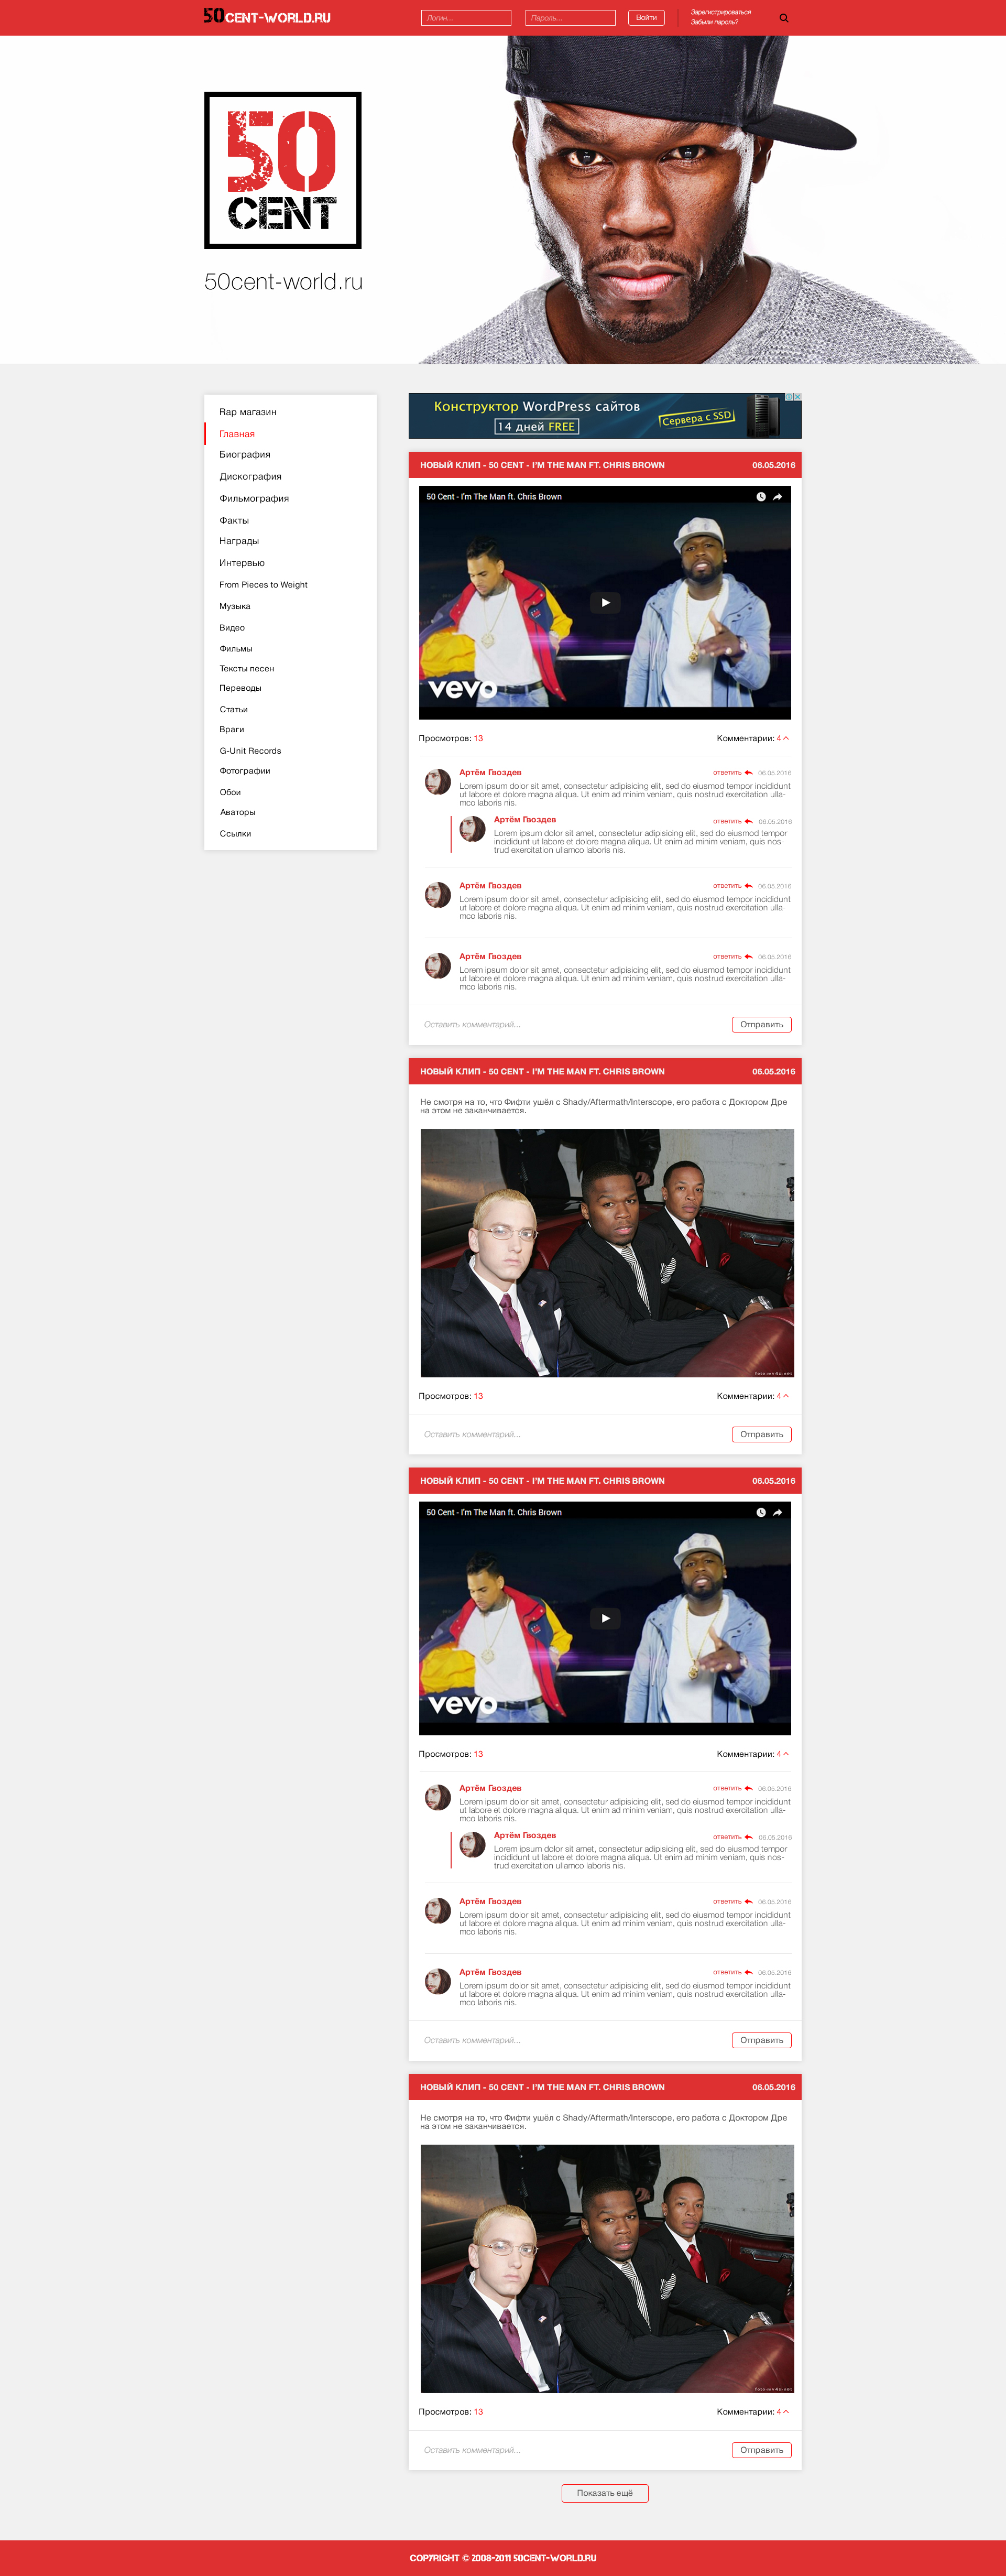 50CENT-WORLD.RU
Логин...
Пароль...
Войти
Зарегистрироваться
Забыли пароль?
50
CENT
50cent-world.ru
Rap магазин
Главная
Биография
Дискография
Фильмография
Факты
Награды
Интервью
From Pieces to Weight
Музыка
Видео
Фильмы
Тексты песен
Переводы
Статьи
Враги
G-Unit Records
Фотографии
Обои
Аваторы
Ссылки
Конструктор WordPress сайтов
14 дней FREE
Сервера с SSD
НОВЫЙ КЛИП - 50 CENT - I'M THE MAN FT. CHRIS BROWN 06.05.2016
50 Cent - I'm The Man ft. Chris Brown
vevo
Просмотров: 13 Комментарии: 4
Артём Гвоздев ответить 06.05.2016
Lorem ipsum dolor sit amet, consectetur adipisicing elit, sed do eiusmod tempor incididunt
ut labore et dolore magna aliqua. Ut enim ad minim veniam, quis nostrud exercitation ulla-
mco laboris nis.
Артём Гвоздев ответить 06.05.2016
Lorem ipsum dolor sit amet, consectetur adipisicing elit, sed do eiusmod tempor
incididunt ut labore et dolore magna aliqua. Ut enim ad minim veniam, quis nos-
trud exercitation ullamco laboris nis.
Артём Гвоздев ответить 06.05.2016
Lorem ipsum dolor sit amet, consectetur adipisicing elit, sed do eiusmod tempor incididunt
ut labore et dolore magna aliqua. Ut enim ad minim veniam, quis nostrud exercitation ulla-
mco laboris nis.
Артём Гвоздев ответить 06.05.2016
Lorem ipsum dolor sit amet, consectetur adipisicing elit, sed do eiusmod tempor incididunt
ut labore et dolore magna aliqua. Ut enim ad minim veniam, quis nostrud exercitation ulla-
mco laboris nis.
Оставить комментарий... Отправить
НОВЫЙ КЛИП - 50 CENT - I'M THE MAN FT. CHRIS BROWN 06.05.2016
Не смотря на то, что Фифти ушёл с Shady/Aftermath/Interscope, его работа с Доктором Дре
на этом не заканчивается.
Просмотров: 13 Комментарии: 4
Оставить комментарий... Отправить
НОВЫЙ КЛИП - 50 CENT - I'M THE MAN FT. CHRIS BROWN 06.05.2016
50 Cent - I'm The Man ft. Chris Brown
vevo
Просмотров: 13 Комментарии: 4
Артём Гвоздев ответить 06.05.2016
Lorem ipsum dolor sit amet, consectetur adipisicing elit, sed do eiusmod tempor incididunt
ut labore et dolore magna aliqua. Ut enim ad minim veniam, quis nostrud exercitation ulla-
mco laboris nis.
Артём Гвоздев ответить 06.05.2016
Lorem ipsum dolor sit amet, consectetur adipisicing elit, sed do eiusmod tempor
incididunt ut labore et dolore magna aliqua. Ut enim ad minim veniam, quis nos-
trud exercitation ullamco laboris nis.
Артём Гвоздев ответить 06.05.2016
Lorem ipsum dolor sit amet, consectetur adipisicing elit, sed do eiusmod tempor incididunt
ut labore et dolore magna aliqua. Ut enim ad minim veniam, quis nostrud exercitation ulla-
mco laboris nis.
Артём Гвоздев ответить 06.05.2016
Lorem ipsum dolor sit amet, consectetur adipisicing elit, sed do eiusmod tempor incididunt
ut labore et dolore magna aliqua. Ut enim ad minim veniam, quis nostrud exercitation ulla-
mco laboris nis.
Оставить комментарий... Отправить
НОВЫЙ КЛИП - 50 CENT - I'M THE MAN FT. CHRIS BROWN 06.05.2016
Не смотря на то, что Фифти ушёл с Shady/Aftermath/Interscope, его работа с Доктором Дре
на этом не заканчивается.
Просмотров: 13 Комментарии: 4
Оставить комментарий... Отправить
Показать ещё
COPYRIGHT © 2008-2011 50CENT-WORLD.RU